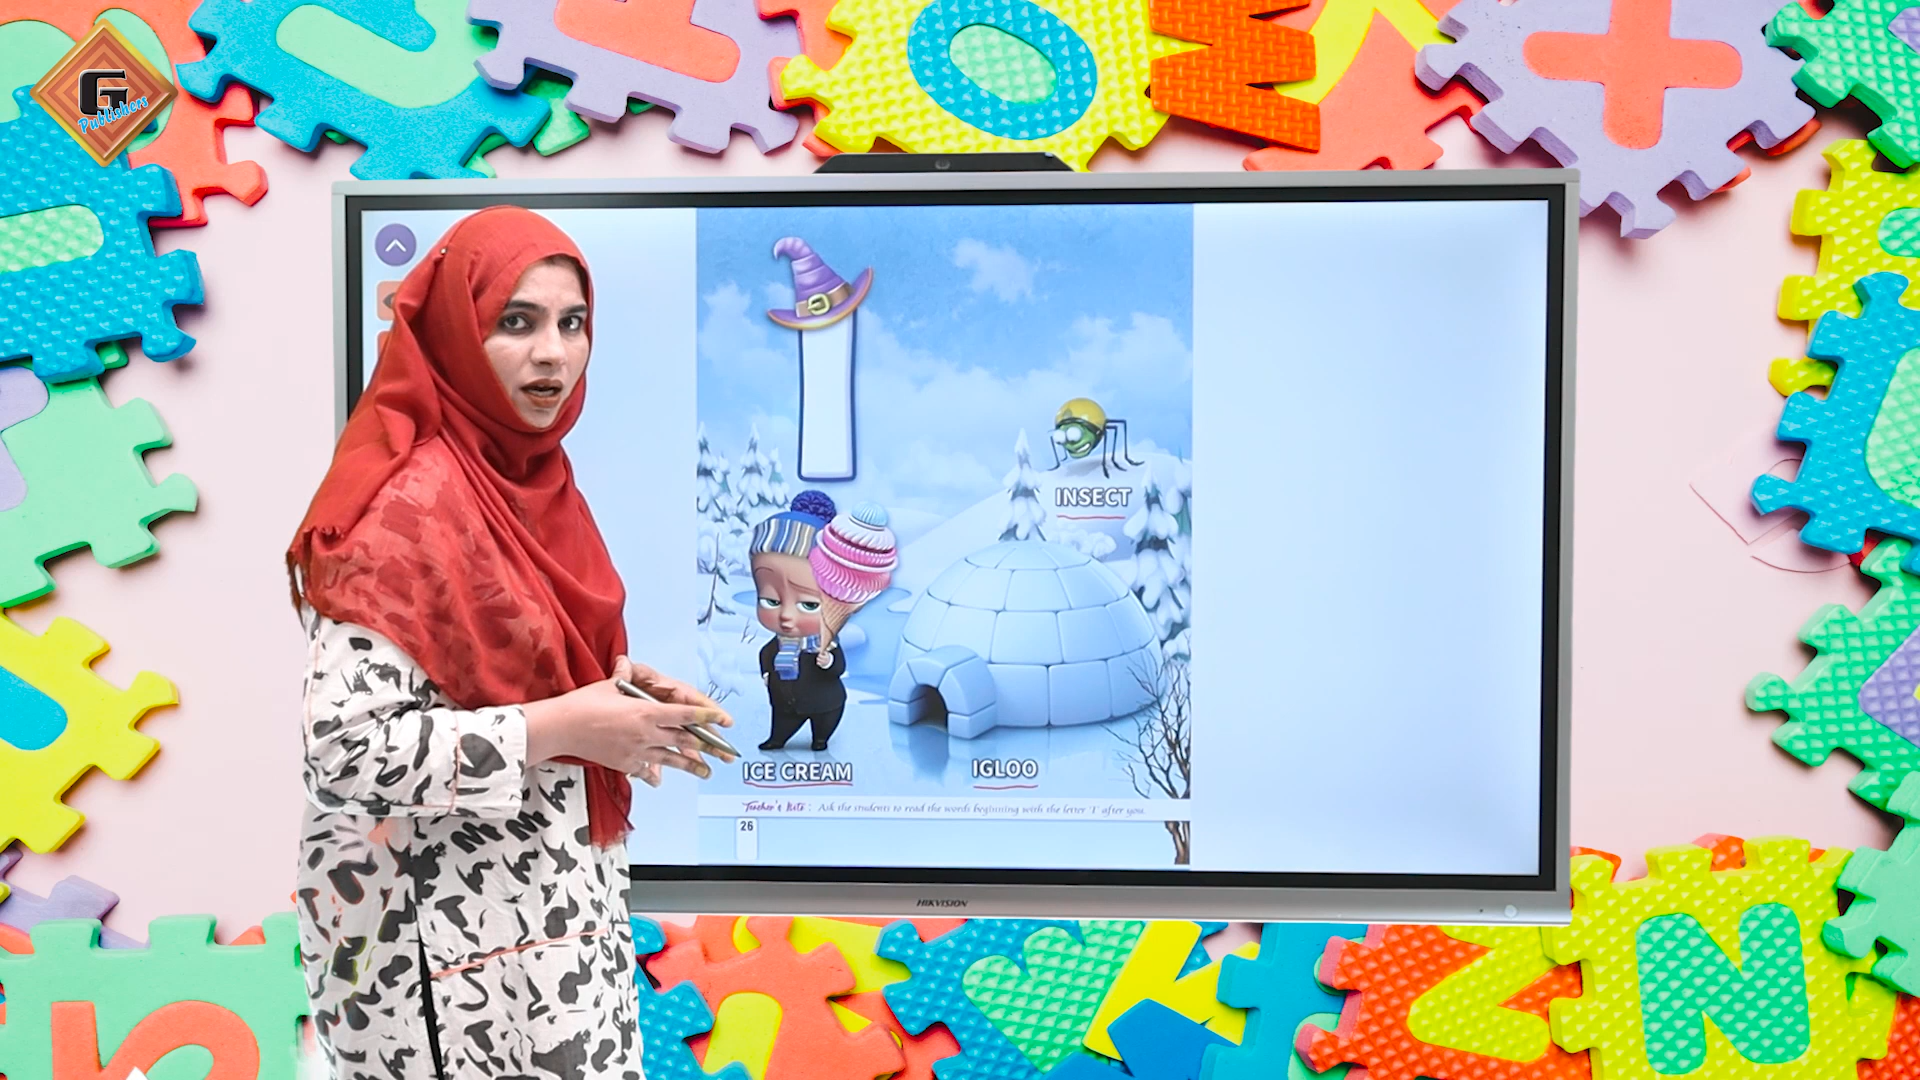 G
Publishers
I
INSECT
ICE CREAM
IGLOO
Teacher's Kits: Ask the students to read the words beginning with the letter 'I' after you.
26
HIKVISION